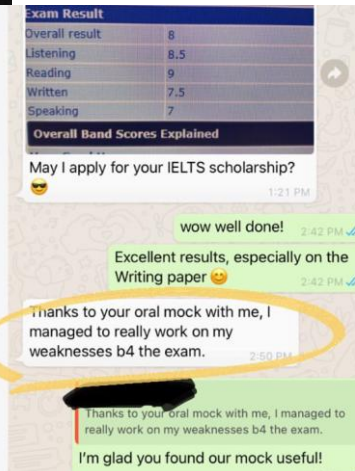 Exam Result
Overall result 8
Listening 8.5
Reading 9
Written 7.5
Speaking 7
Overall Band Scores Explained
May I apply for your IELTS scholarship?
😎
1:21 PM
wow well done! 2:42 PM
Excellent results, especially on the
Writing paper 😊 2:42 PM
Thanks to your oral mock with me, I
managed to really work on my
weaknesses b4 the exam. 2:50 PM
Thanks to your oral mock with me, I managed to
really work on my weaknesses b4 the exam.
I'm glad you found our mock useful!